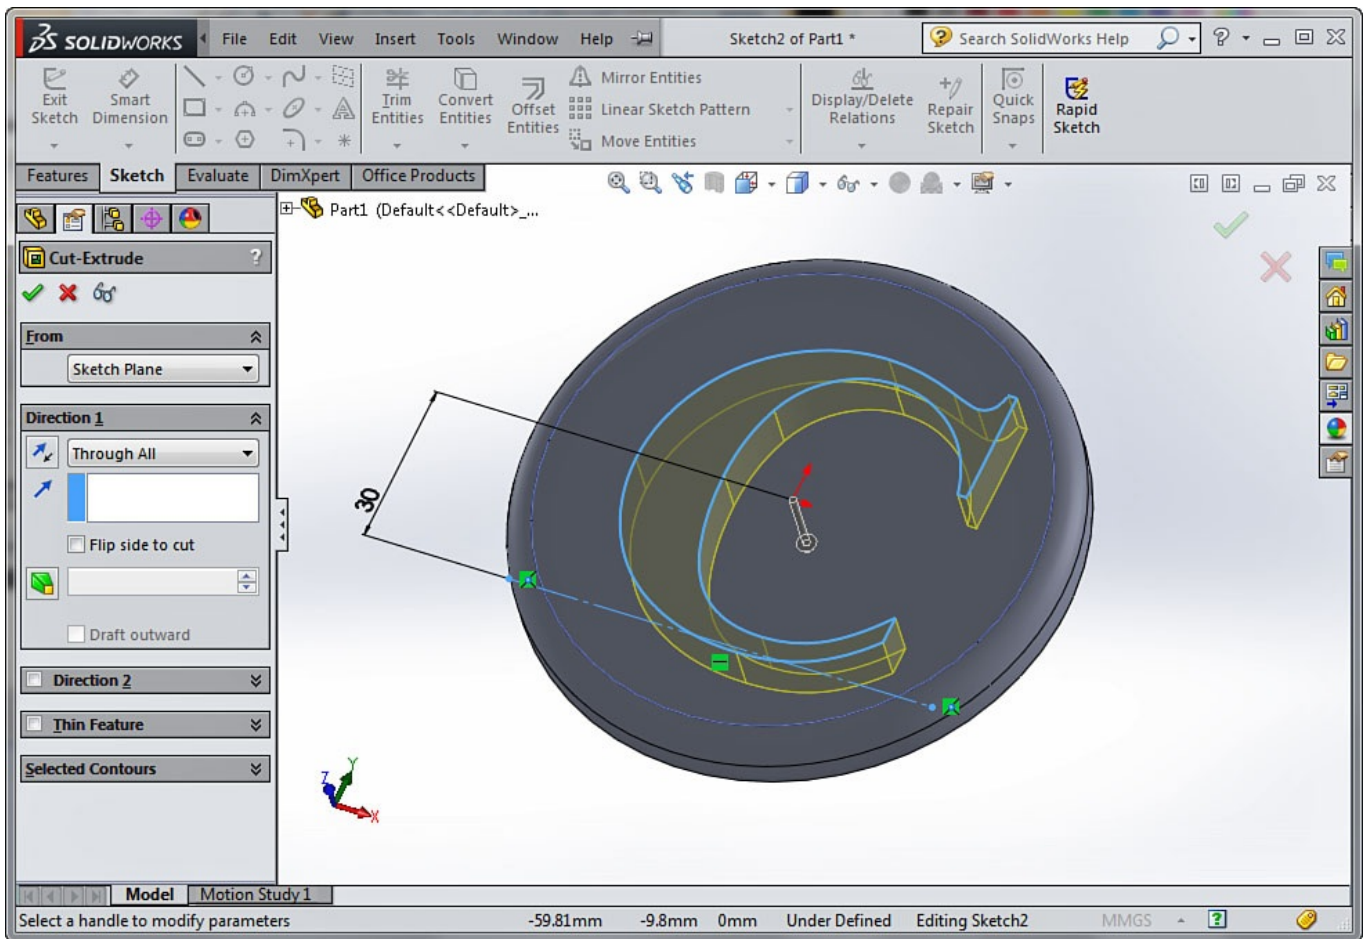 SOLIDWORKS File Edit View Insert Tools Window Help Sketch2 of Part1 * Search SolidWorks Help
Exit Sketch
Smart Dimension
Trim Entities
Convert Entities
Offset Entities
Mirror Entities
Linear Sketch Pattern
Move Entities
Display/Delete Relations
Repair Sketch
Quick Snaps
Rapid Sketch
Features Sketch Evaluate DimXpert Office Products
Part1 (Default<<Default>_...
Cut-Extrude ?
From
Sketch Plane
Direction 1
Through All
Flip side to cut
Draft outward
Direction 2
Thin Feature
Selected Contours
30
C
Z Y X
Model Motion Study 1
Select a handle to modify parameters -59.81mm -9.8mm 0mm Under Defined Editing Sketch2 MMGS ?